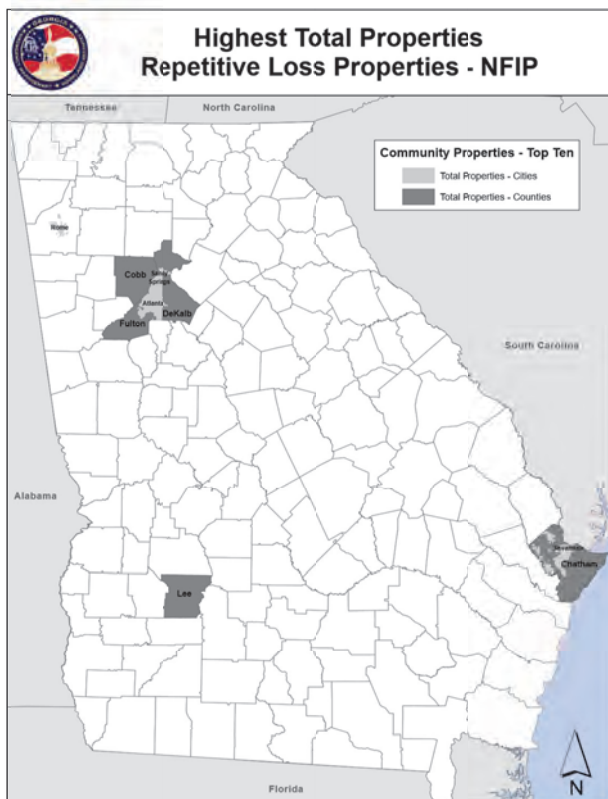 GEORGIA
Highest Total Properties
Repetitive Loss Properties - NFIP
Tennessee
North Carolina
Community Properties - Top Ten
Total Properties - Cities
Total Properties - Counties
Rome
Cobb
Sandy
Springs
Atlanta
Fulton
DeKalb
South Carolina
Alabama
Savannah
Chatham
Lee
Florida
N